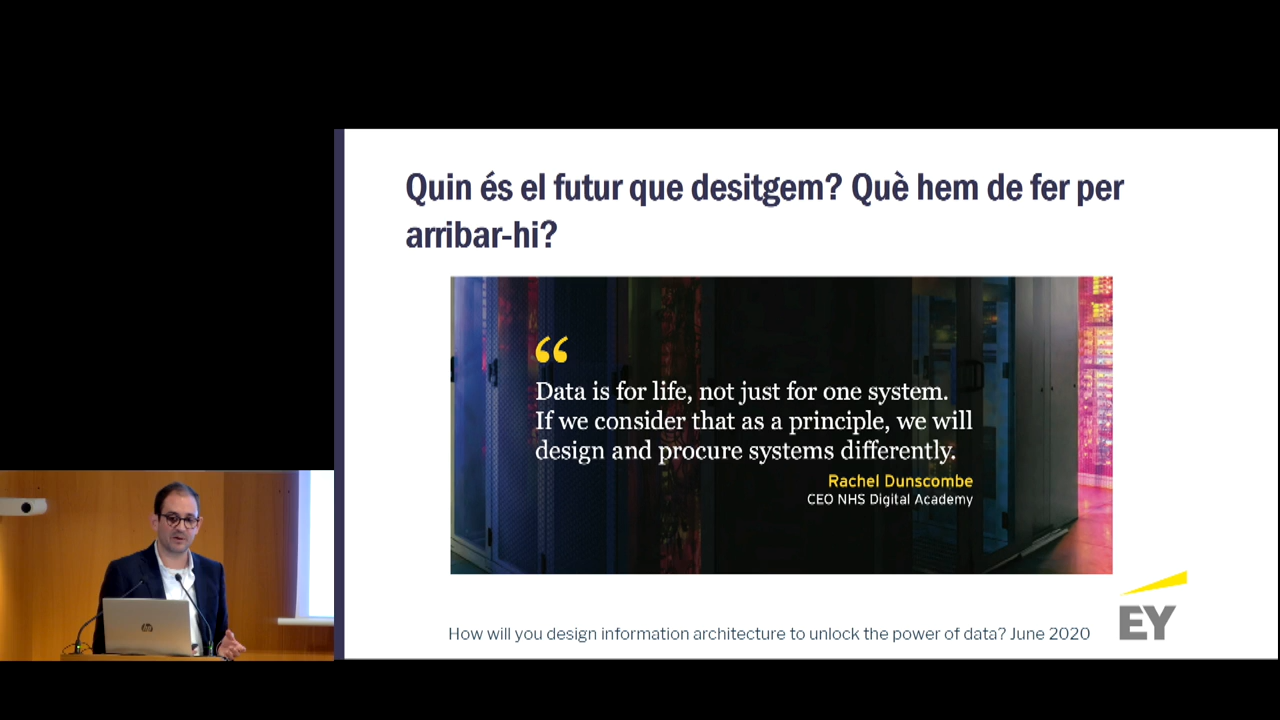 Quin és el futur que desitgem? Què hem de fer per
arribar-hi?
“
Data is for life, not just for one system.
If we consider that as a principle, we will
design and procure systems differently.
Rachel Dunscombe
CEO NHS Digital Academy
How will you design information architecture to unlock the power of data? June 2020
EY
hp